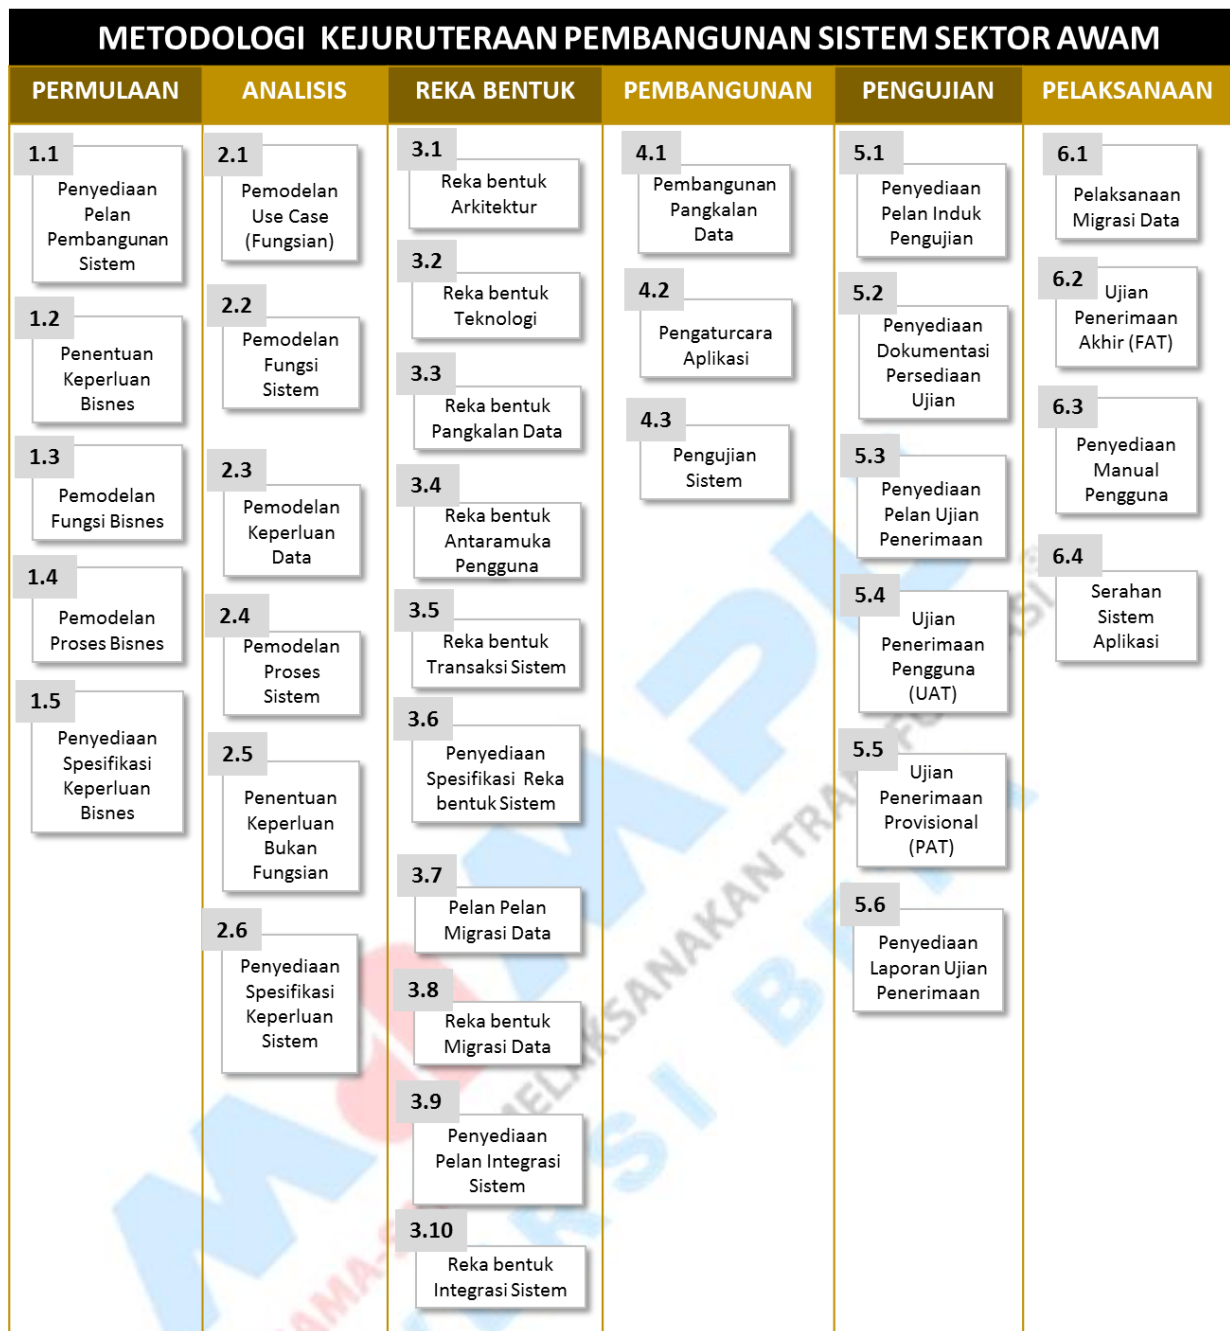 METODOLOGI KEJURUTERAAN PEMBANGUNAN SISTEM SEKTOR AWAM
PERMULAAN
1.1
Penyediaan
Pelan
Pembangunan
Sistem
1.2
Penentuan
Keperluan
Bisnes
1.3
Pemodelan
Fungsi Bisnes
1.4
Pemodelan
Proses Bisnes
1.5
Penyediaan
Spesifikasi
Keperluan
Bisnes
ANALISIS
2.1
Pemodelan
Use Case
(Fungsian)
2.2
Pemodelan
Fungsi
Sistem
2.3
Pemodelan
Keperluan
Data
2.4
Pemodelan
Proses
Sistem
2.5
Penentuan
Keperluan
Bukan
Fungsian
2.6
Penyediaan
Spesifikasi
Keperluan
Sistem
REKA BENTUK
3.1
Reka bentuk
Arkitektur
3.2
Reka bentuk
Teknologi
3.3
Reka bentuk
Pangkalan Data
3.4
Reka bentuk
Antaramuka
Pengguna
3.5
Reka bentuk
Transaksi Sistem
3.6
Penyediaan
Spesifikasi Reka
bentuk Sistem
3.7
Pelan Pelan
Migrasi Data
3.8
Reka bentuk
Migrasi Data
3.9
Penyediaan
Pelan Integrasi
Sistem
3.10
Reka bentuk
Integrasi Sistem
PEMBANGUNAN
4.1
Pembangunan
Pangkalan
Data
4.2
Pengaturcara
Aplikasi
4.3
Pengujian
Sistem
PENGUJIAN
5.1
Penyediaan
Pelan Induk
Pengujian
5.2
Penyediaan
Dokumentasi
Persediaan
Ujian
5.3
Penyediaan
Pelan Ujian
Penerimaan
5.4
Ujian
Penerimaan
Pengguna
(UAT)
5.5
Ujian
Penerimaan
Provisional
(PAT)
5.6
Penyediaan
Laporan Ujian
Penerimaan
PELAKSANAAN
6.1
Pelaksanaan
Migrasi Data
6.2
Ujian
Penerimaan
Akhir (FAT)
6.3
Penyediaan
Manual
Pengguna
6.4
Serahan
Sistem
Aplikasi